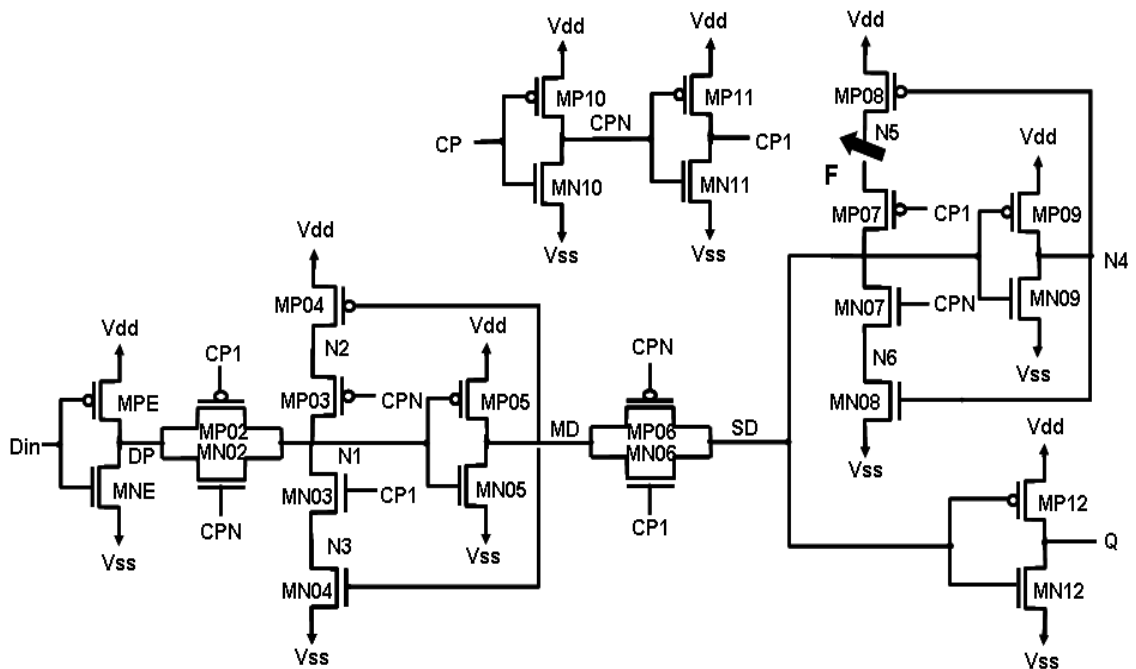 Vdd
Vdd
Vdd
MP10
MP11
MP08
CPN
N5
CP
CP1
Vdd
F
MN10
MN11
MP07
CP1
MP09
Vdd
Vss
Vss
N4
MP04
MN07
CPN
MN09
Vdd
CP1
N2
Vdd
CPN
N6
Vss
MPE
MP03
CPN
MP05
MN08
MP02
MD
MP06
SD
Din
DP
MN02
N1
MN06
Vss
Vdd
MNE
MN03
CP1
MN05
CPN
CP1
MP12
Vss
N3
Vss
Q
MN04
MN12
Vss
Vss